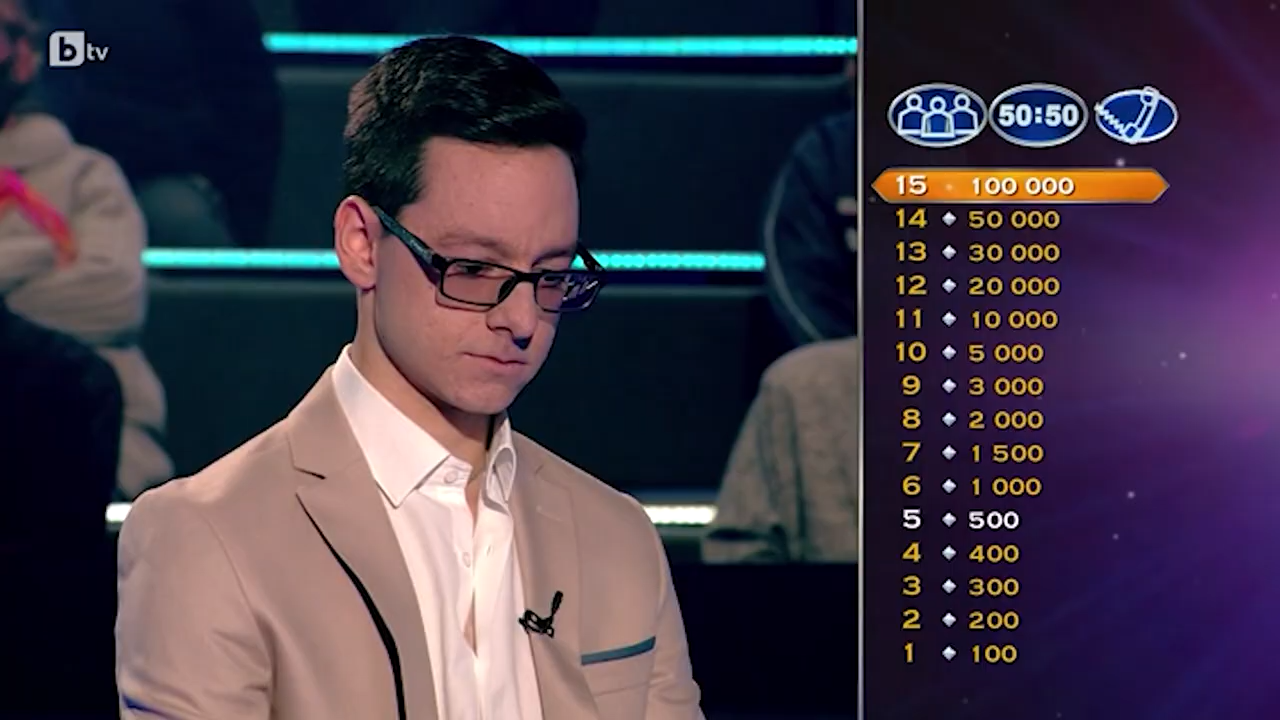 btv
50:50
15 100 000
14 ◆ 50 000
13 ◆ 30 000
12 ◆ 20 000
11 ◆ 10 000
10 ◆ 5 000
9 ◆ 3 000
8 ◆ 2 000
7 ◆ 1 500
6 ◆ 1 000
5 ◆ 500
4 ◆ 400
3 ◆ 300
2 ◆ 200
1 ◆ 100